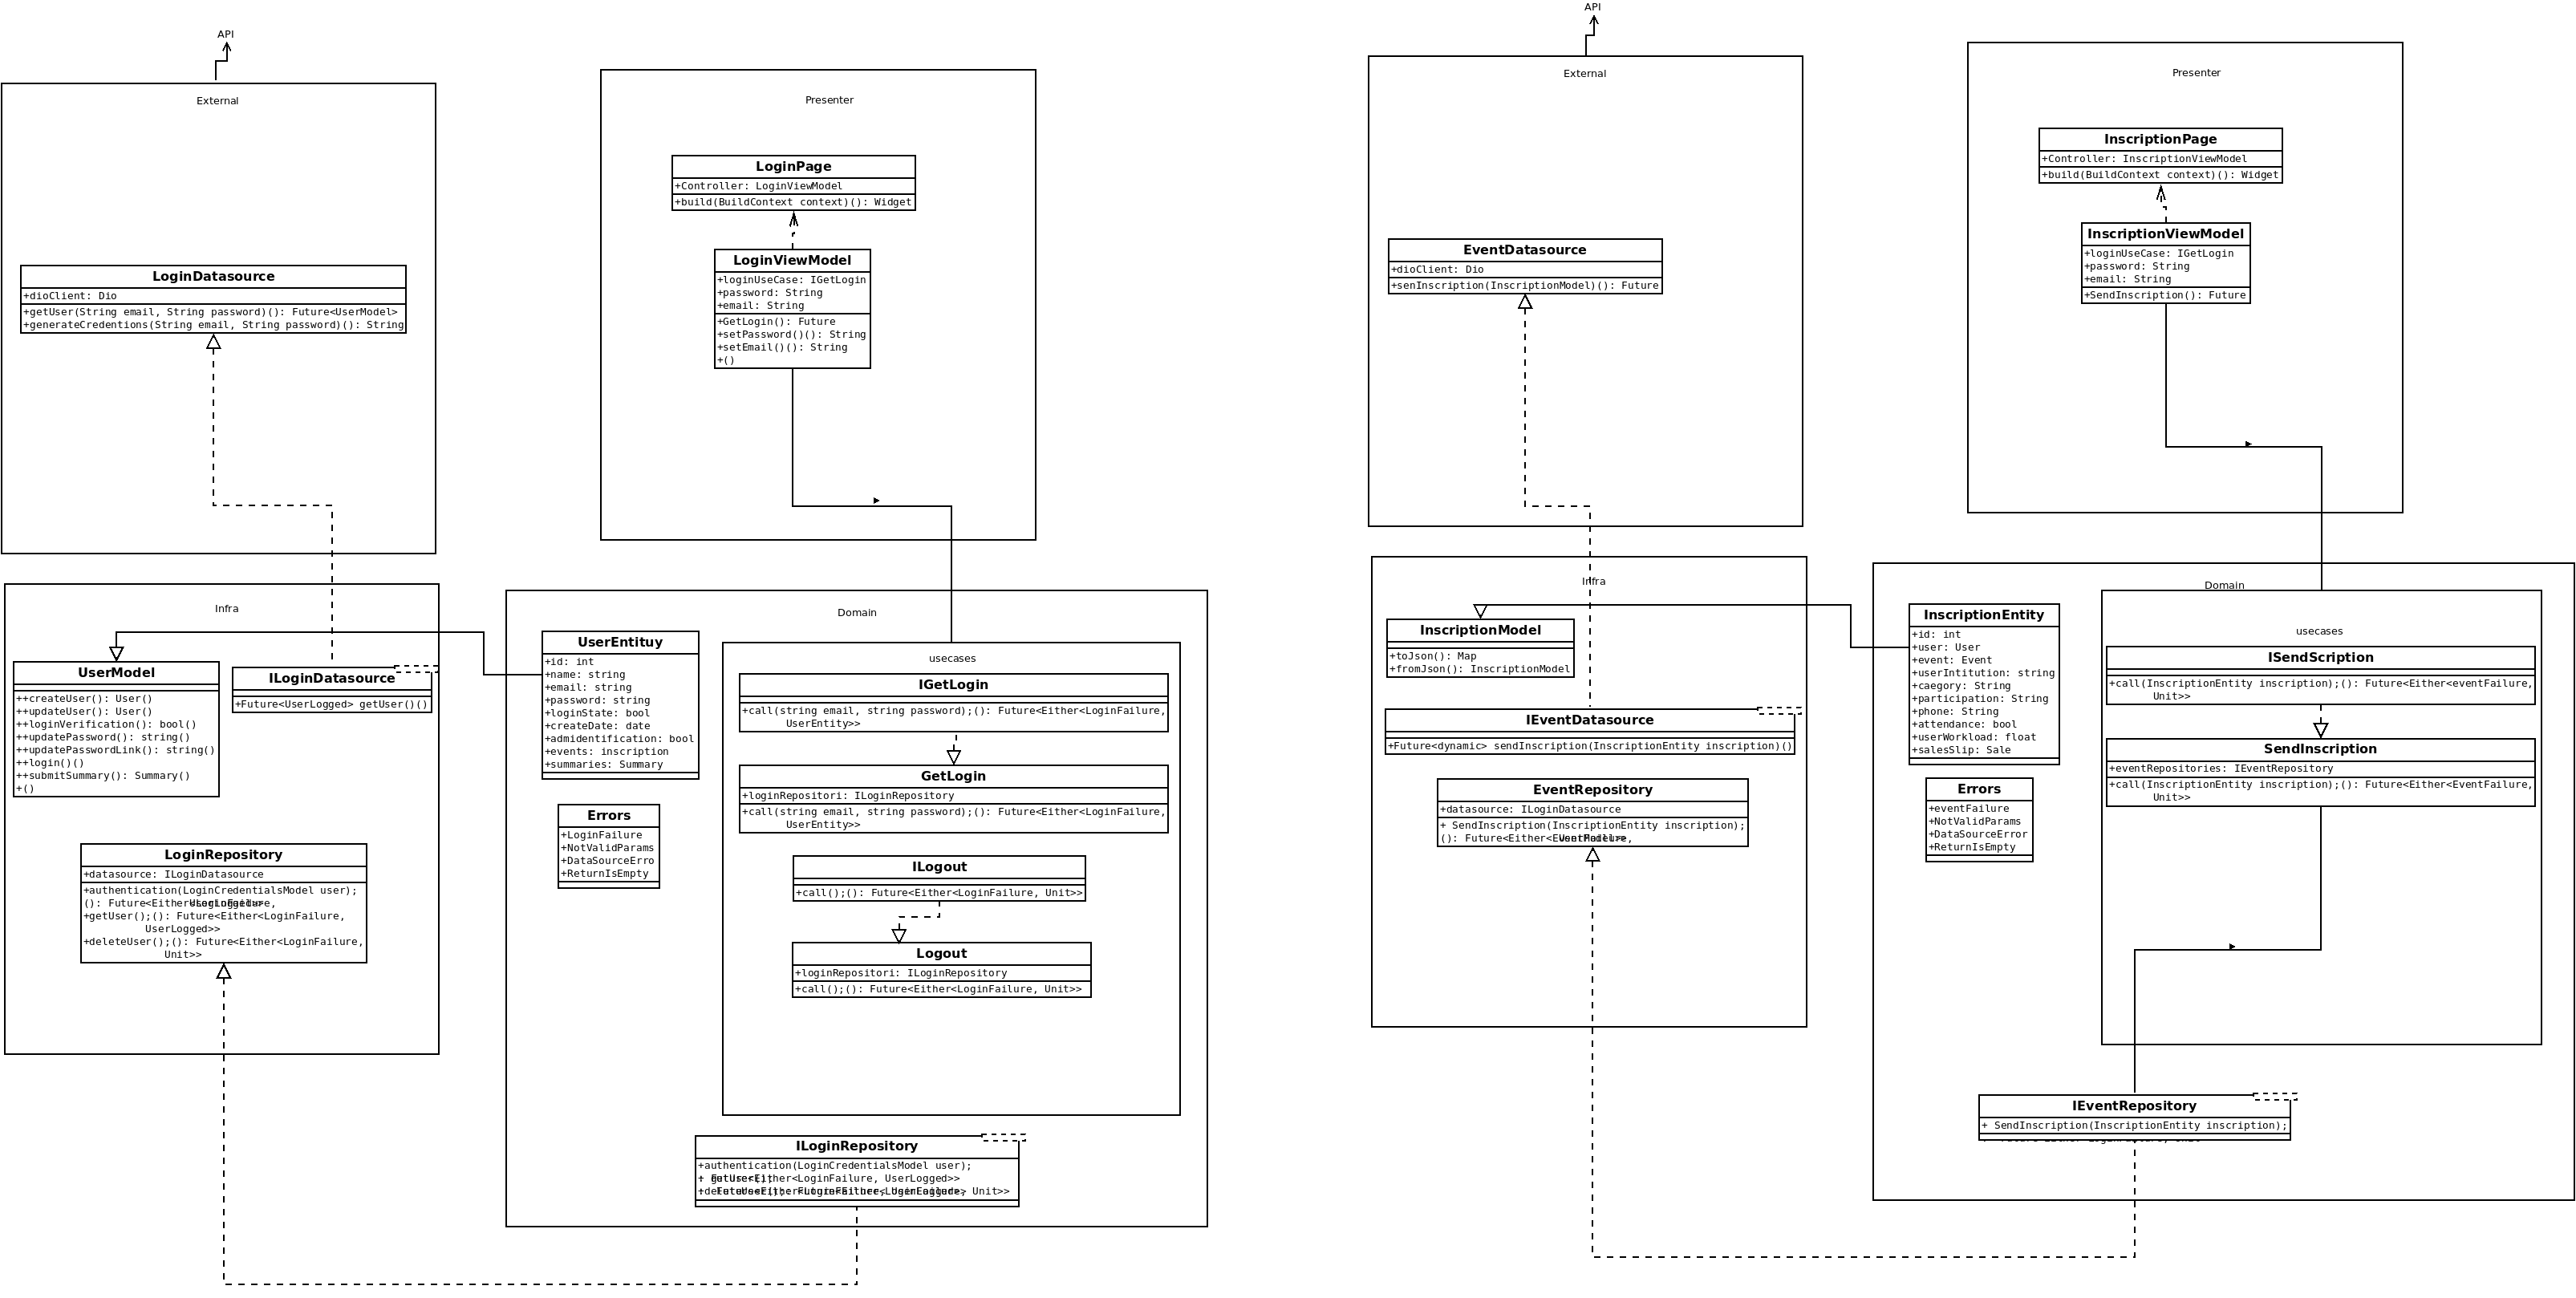 API
External
LoginDatasource
+dioClient: Dio
+getUser(String email, String password)(): Future<UserModel>
+generateCredentions(String email, String password)(): String
Presenter
LoginPage
+Controller: LoginViewModel
+build(BuildContext context)(): Widget
LoginViewModel
+loginUseCase: IGetLogin
+password: String
+email: String
+GetLogin(): Future
+setPassword()(): String
+setEmail()(): String
+()
Infra
UserModel
++createUser(): User()
++updateUser(): User()
++loginVerification(): bool()
++updatePassword(): string()
++updatePasswordLink(): string()
++login()()
++submitSummary(): Summary()
+()
ILoginDatasource
+Future<UserLogged> getUser()()
LoginRepository
+datasource: ILoginDatasource
+authentication(LoginCredentialsModel user);
(): Future<Either
+getUser();(): Future<Either<LoginFailure,
UserLogged>>
+deleteUser();(): Future<Either<LoginFailure,
Unit>>
Domain
UserEntituy
+id: int
+name: string
+email: string
+password: string
+loginState: bool
+createDate: date
+admidentification: bool
+events: inscription
+summaries: Summary
Errors
+LoginFailure
+NotValidParams
+DataSourceErro
+ReturnIsEmpty
usecases
IGetLogin
+call(string email, string password);(): Future<Either<LoginFailure,
UserEntity>>
GetLogin
+loginRepositori: ILoginRepository
+call(string email, string password);(): Future<Either<LoginFailure,
UserEntity>>
ILogout
+call();(): Future<Either<LoginFailure, Unit>>
Logout
+loginRepositori: ILoginRepository
+call();(): Future<Either<LoginFailure, Unit>>
ILoginRepository
+authentication(LoginCredentialsModel user);
<LoginFailure, UserLogged>>
Unit>>
API
External
EventDatasource
+dioClient: Dio
+senInscription(InscriptionModel)(): Future
Presenter
InscriptionPage
+Controller: InscriptionViewModel
+build(BuildContext context)(): Widget
InscriptionViewModel
+loginUseCase: IGetLogin
+password: String
+email: String
+SendInscription(): Future
Infra
InscriptionModel
+toJson(): Map
+fromJson(): InscriptionModel
IEventDatasource
+Future<dynamic> sendInscription(InscriptionEntity inscription)()
EventRepository
+datasource: ILoginDatasource
+ SendInscription(InscriptionEntity inscription);
(): Future<Either<EventFailure,
Domain
InscriptionEntity
+id: int
+user: User
+event: Event
+userIntitution: string
+caegory: String
+participation: String
+phone: String
+attendance: bool
+userWorkload: float
+salesSlip: Sale
Errors
+eventFailure
+NotValidParams
+DataSourceError
+ReturnIsEmpty
usecases
ISendScription
+call(InscriptionEntity inscription);(): Future<Either<eventFailure,
Unit>>
SendInscription
+eventRepositories: IEventRepository
+call(InscriptionEntity inscription);(): Future<Either<EventFailure,
Unit>>
IEventRepository
+ SendInscription(InscriptionEntity inscription);